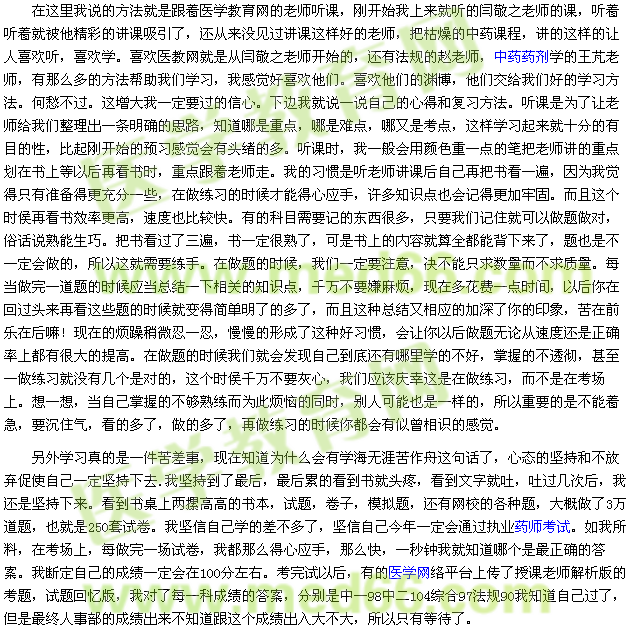 在这里我说的方法就是跟着医学教育网的老师听课，刚开始我上来就听的闫敬之老师的课，听着
听着就被他精彩的讲课吸引了，还从来没见过讲课这样好的老师，把枯燥的中药课程，讲的这样的让
人喜欢听，喜欢学。喜欢医教网就是从闫敬之老师开始的，还有法规的赵老师，中药药剂学的王芃老
师，有那么多的方法帮助我们学习，我感觉好喜欢他们。喜欢他们的渊博，他们交给我们好的学习方
法。何愁不过。这增大我一定要过的信心。下边我就说一说自己的心得和复习方法。听课是为了让老
师给我们整理出一条明确的思路，知道哪是重点，哪是难点，哪又是考点，这样学习起来就十分的有
目的性，比起刚开始的预习感觉会有头绪的多。听课时，我一般会用颜色重一点的笔把老师讲的重点
划在书上等以后再看书时，重点跟着老师走。我的习惯是听老师讲课后自己再把书看一遍，因为我觉
得只有准备得更充分一些，在做练习的时候才能得心应手，许多知识点也会记得更加牢固。而且这个
时侯再看书效率更高，速度也比较快。有的科目需要记的东西很多，只要我们记住就可以做题做对，
俗话说熟能生巧。把书看过了三遍，书一定很熟了，可是书上的内容就算全都能背下来了，题也是不
一定会做的，所以这就需要练手。在做题的时候，我们一定要注意，决不能只求数量而不求质量。每
当做完一道题的时候应当总结一下相关的知识点，千万不要嫌麻烦，现在多花费一点时间，以后你在
回过头来再看这些题的时候就变得简单明了的多了，而且这种总结又相应的加深了你的印象，苦在前
乐在后嘛！现在的烦躁稍微忍一忍，慢慢的形成了这种好习惯，会让你以后做题无论从速度还是正确
率上都有很大的提高。在做题的时候我们就会发现自己到底还有哪里学的不好，掌握的不透彻，甚至
一做练习就没有几个是对的，这个时侯千万不要灰心，我们应该庆幸这是在做练习，而不是在考场
上。想一想，当自己掌握的不够熟练而为此烦恼的同时，别人可能也是一样的，所以重要的是不能着
急，要沉住气，看的多了，做的多了，再做练习的时候你都会有似曾相识的感觉。
另外学习真的是一件苦差事，现在知道为什么会有学海无涯苦作舟这句话了，心态的坚持和不放
弃促使自己一定坚持下去.我坚持到了最后，最后累的看到书就头疼，看到文字就吐，吐过几次后，我
还是坚持下来。看到书桌上两摞高高的书本，试题，卷子，模拟题，还有网校的各种题，大概做了3万
道题，也就是250套试卷。我坚信自己学的差不多了，坚信自己今年一定会通过执业药师考试。如我所
料，在考场上，每做完一场试卷，我都那么得心应手，那么快，一秒钟我就知道哪个是最正确的答
案。我断定自己的成绩一定会在100分左右。考完试以后，有的医学网络平台上传了授课老师解析版的
考题，试题回忆版，我对了每一科成绩的答案，分别是中一98中二104综合97法规90我知道自己过了，
但是最终人事部的成绩出来不知道跟这个成绩出入大不大，所以只有等待了。
医学教育网
www.med66.com
医学教育网
www.med66.com